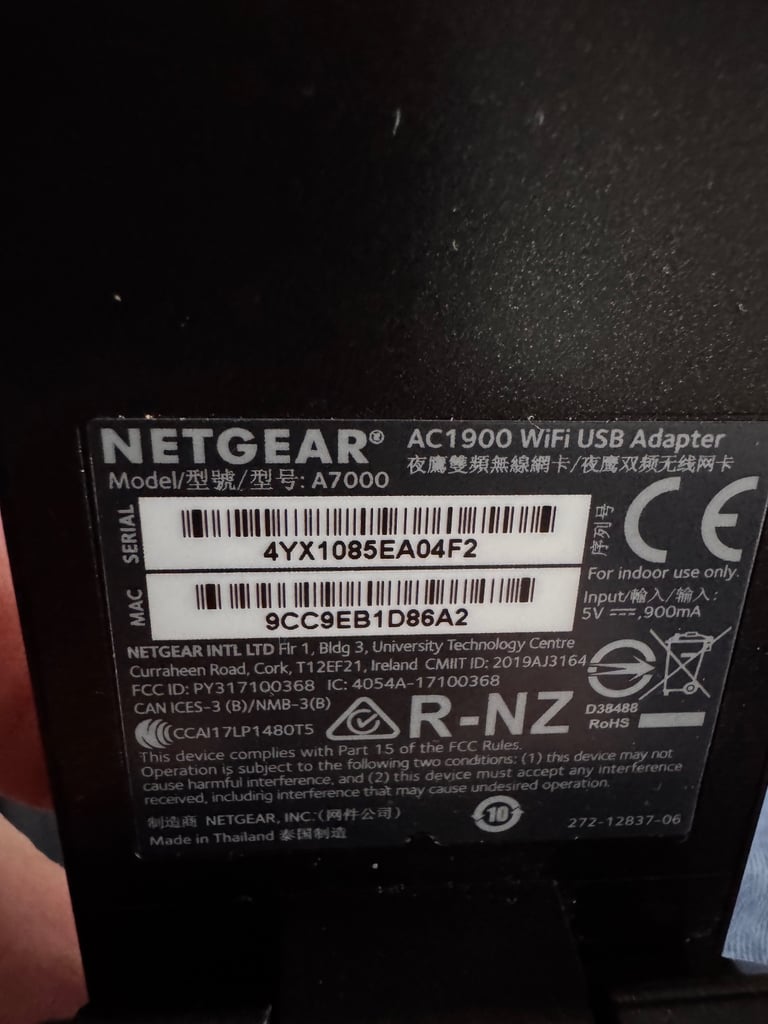 NETGEAR® AC1900 WiFi USB Adapter
Model/型號/型号: A7000 夜鷹雙頻無線網卡/夜鹰双频无线网卡
SERIAL 4YX1085EA04F2 序列号
CE
MAC 9CC9EB1D86A2
For indoor use only.
Input/輸入/输入:
5V ⎓,900mA
NETGEAR INTL LTD Flr 1, Bldg 3, University Technology Centre
Curraheen Road, Cork, T12EF21, Ireland CMIIT ID: 2019AJ3164
FCC ID: PY317100368 IC: 4054A-17100368
CAN ICES-3 (B)/NMB-3(B)
CCAI17LP1480T5 R-NZ
D38488
RoHS
This device complies with Part 15 of the FCC Rules.
Operation is subject to the following two conditions: (1) this device may not
cause harmful interference, and (2) this device must accept any interference
received, including interference that may cause undesired operation.
制造商 NETGEAR, INC.(网件公司) 10 272-12837-06
Made in Thailand 泰国制造